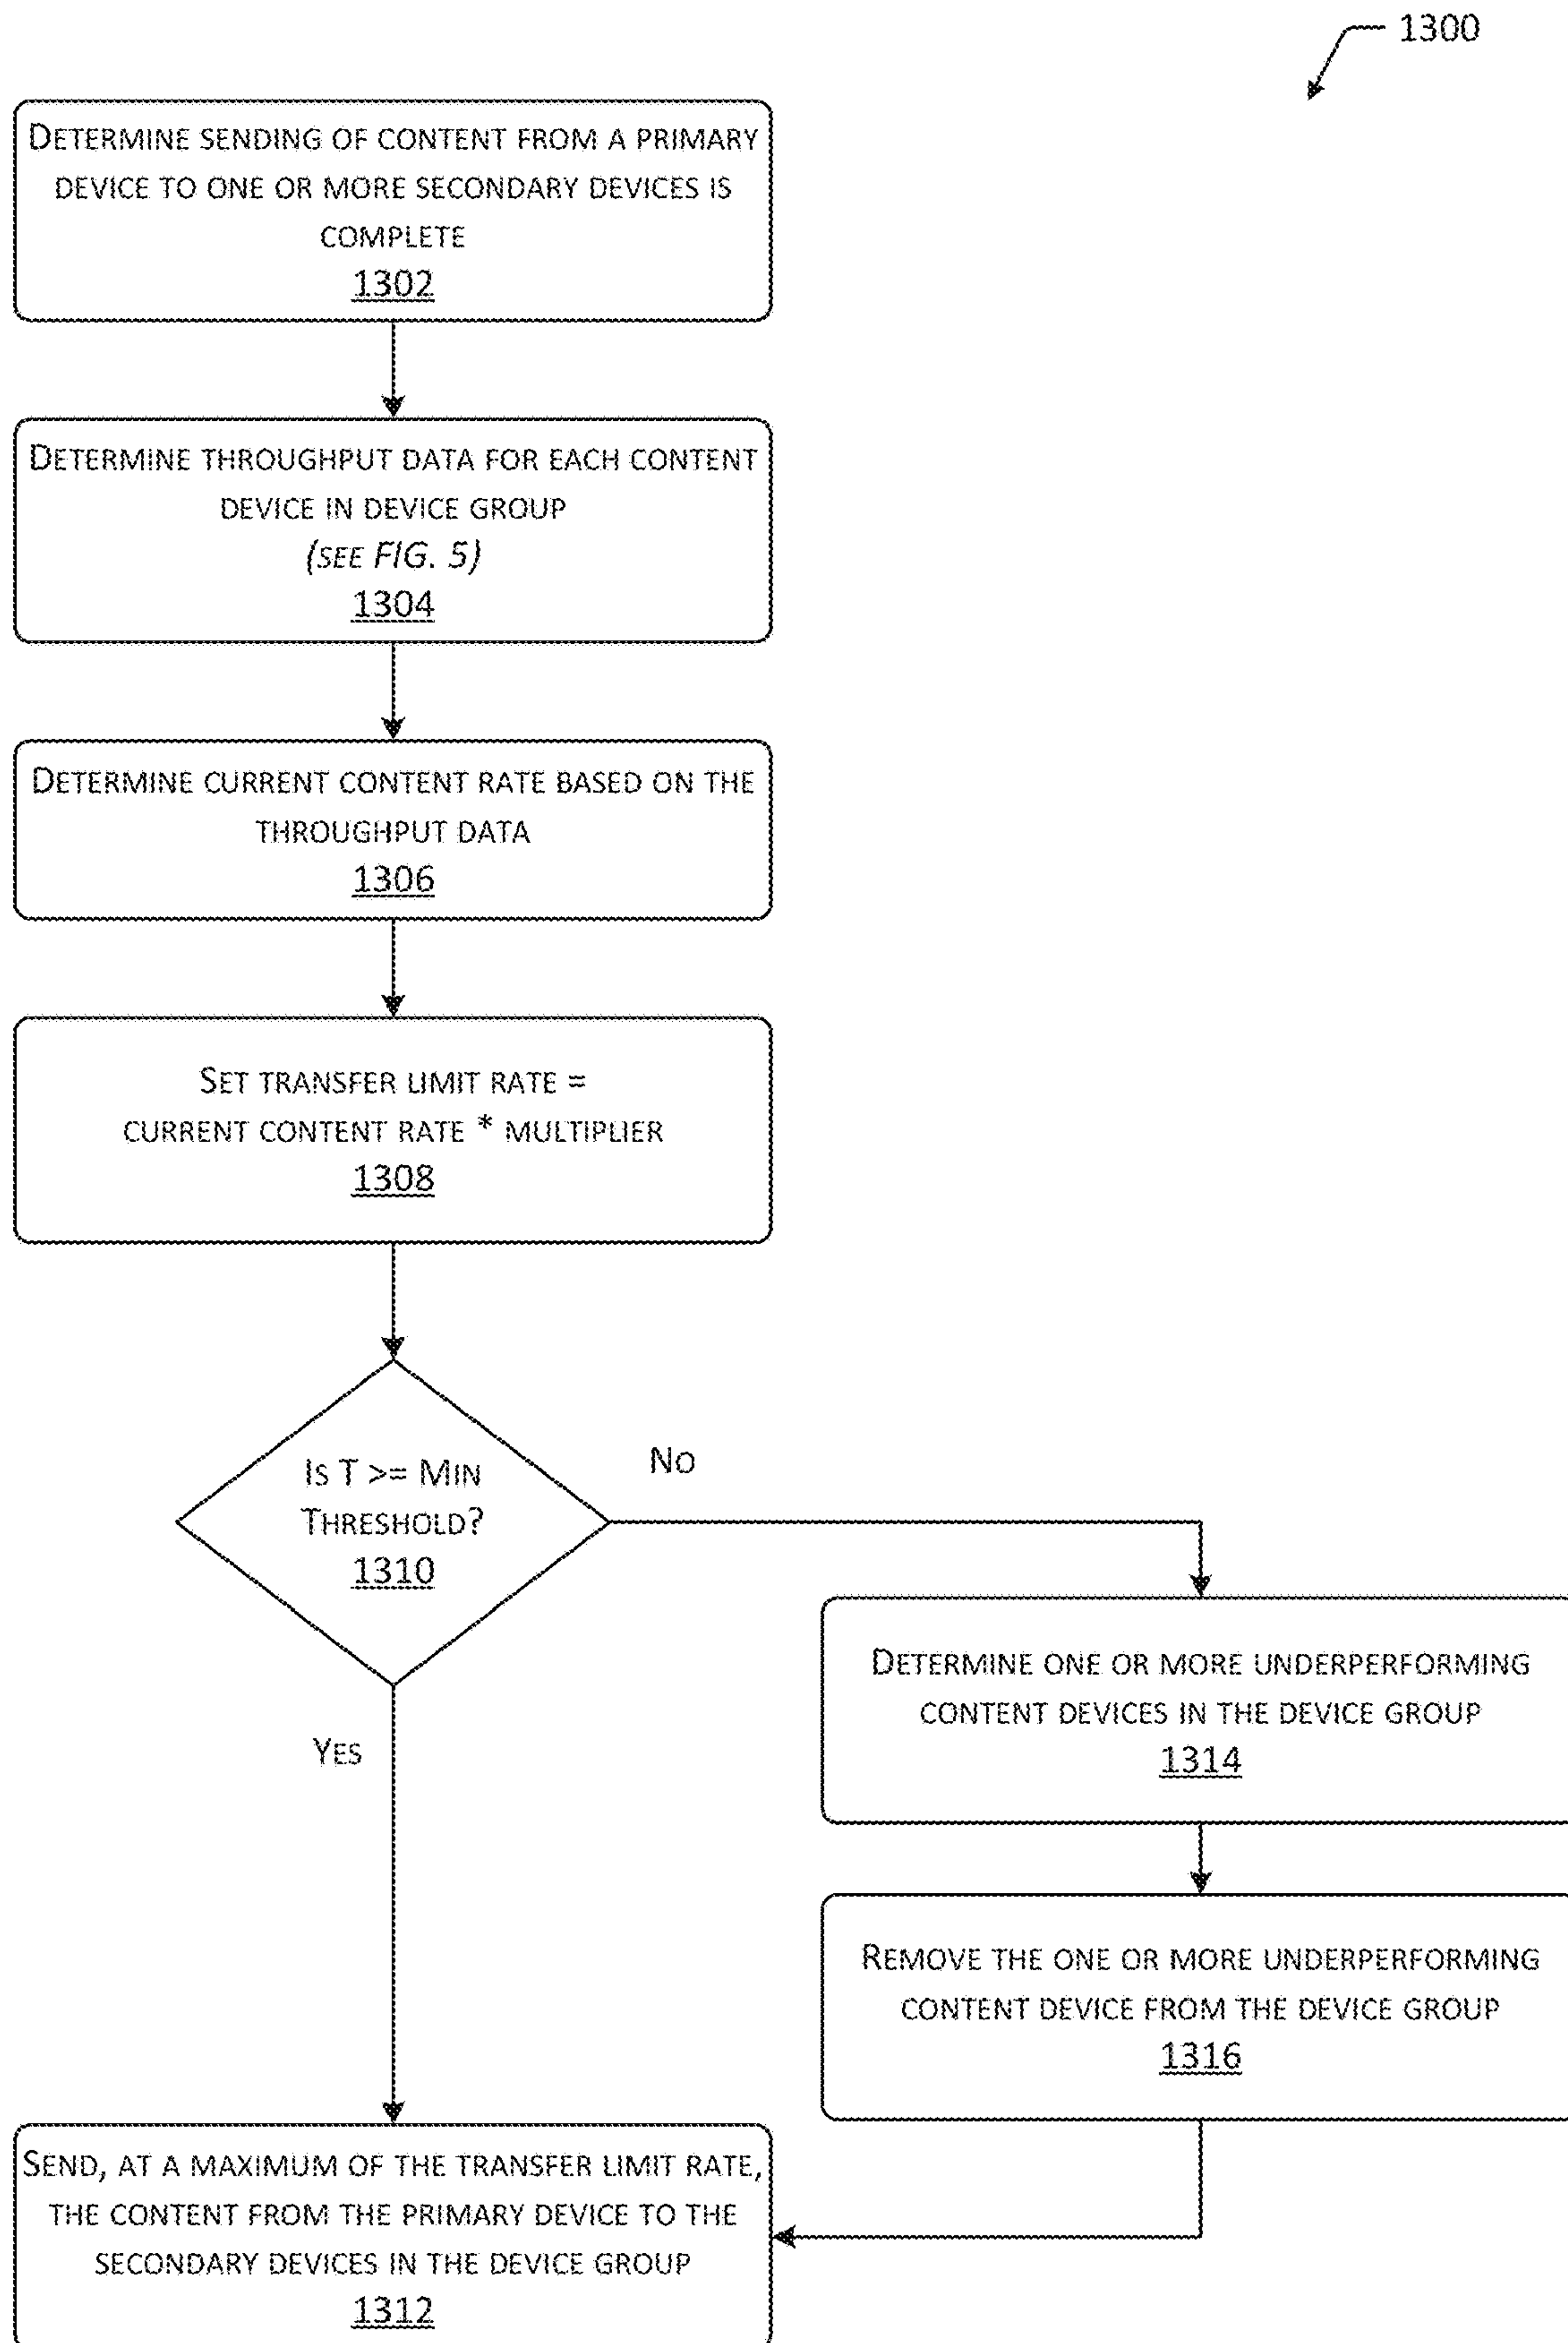 1300
DETERMINE SENDING OF CONTENT FROM A PRIMARY
DEVICE TO ONE OR MORE SECONDARY DEVICES IS
COMPLETE
1302
DETERMINE THROUGHPUT DATA FOR EACH CONTENT
DEVICE IN DEVICE GROUP
(SEE FIG. 5)
1304
DETERMINE CURRENT CONTENT RATE BASED ON THE
THROUGHPUT DATA
1306
SET TRANSFER LIMIT RATE =
CURRENT CONTENT RATE * MULTIPLIER
1308
IS T >= MIN
THRESHOLD?
1310
NO
YES
DETERMINE ONE OR MORE UNDERPERFORMING
CONTENT DEVICES IN THE DEVICE GROUP
1314
REMOVE THE ONE OR MORE UNDERPERFORMING
CONTENT DEVICE FROM THE DEVICE GROUP
1316
SEND, AT A MAXIMUM OF THE TRANSFER LIMIT RATE,
THE CONTENT FROM THE PRIMARY DEVICE TO THE
SECONDARY DEVICES IN THE DEVICE GROUP
1312